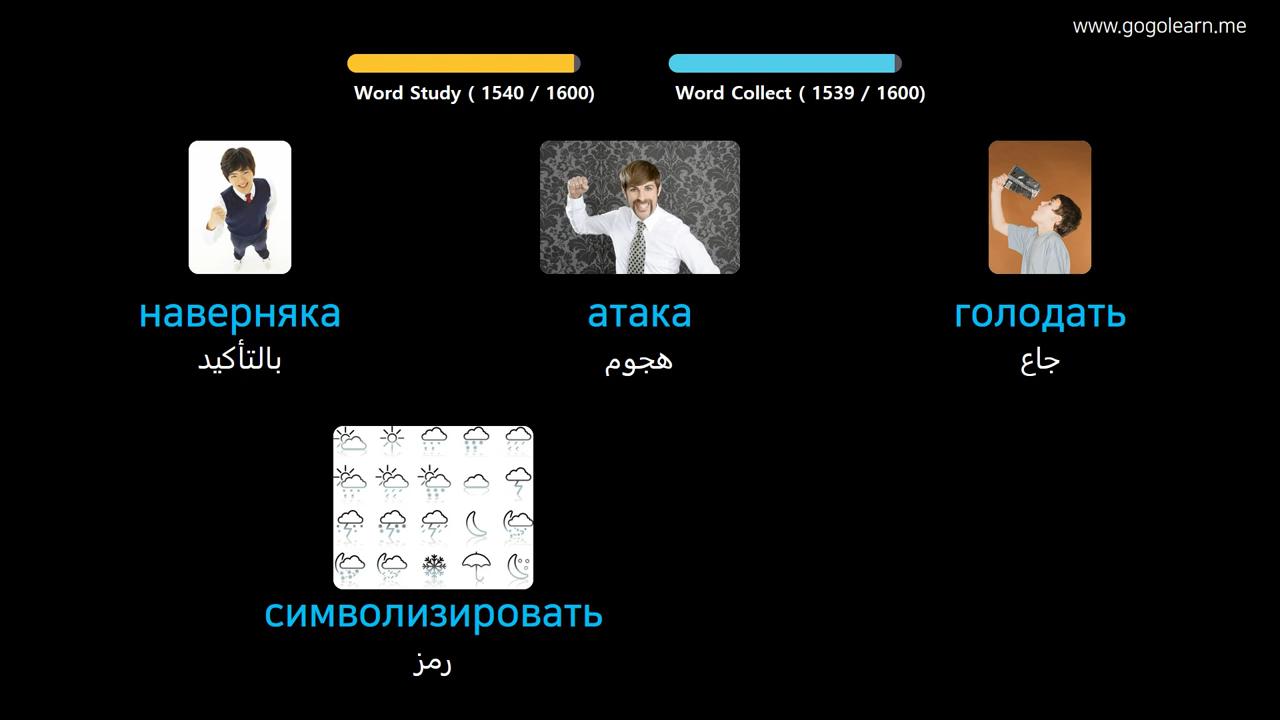 www.gogolearn.me
Word Study ( 1540 / 1600)
Word Collect ( 1539 / 1600)
наверняка
بالتأكيد
атака
هجوم
голодать
جاع
символизировать
رمز